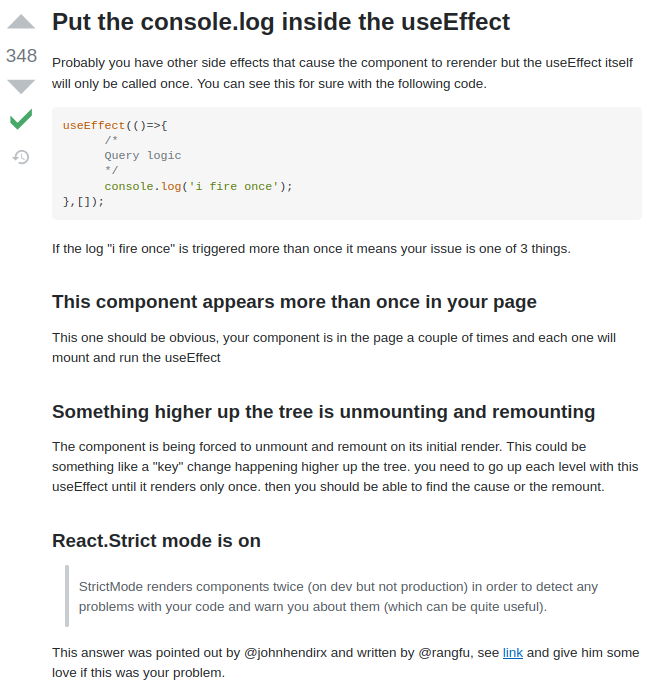 Put the console.log inside the useEffect
348
Probably you have other side effects that cause the component to rerender but the useEffect itself
will only be called once. You can see this for sure with the following code.
useEffect(()=>{
      /*
      Query logic
      */
      console.log('i fire once');
},[]);
If the log "i fire once" is triggered more than once it means your issue is one of 3 things.
This component appears more than once in your page
This one should be obvious, your component is in the page a couple of times and each one will
mount and run the useEffect
Something higher up the tree is unmounting and remounting
The component is being forced to unmount and remount on its initial render. This could be
something like a "key" change happening higher up the tree. you need to go up each level with this
useEffect until it renders only once. then you should be able to find the cause or the remount.
React.Strict mode is on
StrictMode renders components twice (on dev but not production) in order to detect any
problems with your code and warn you about them (which can be quite useful).
This answer was pointed out by @johnhendirx and written by @rangfu, see link and give him some
love if this was your problem.